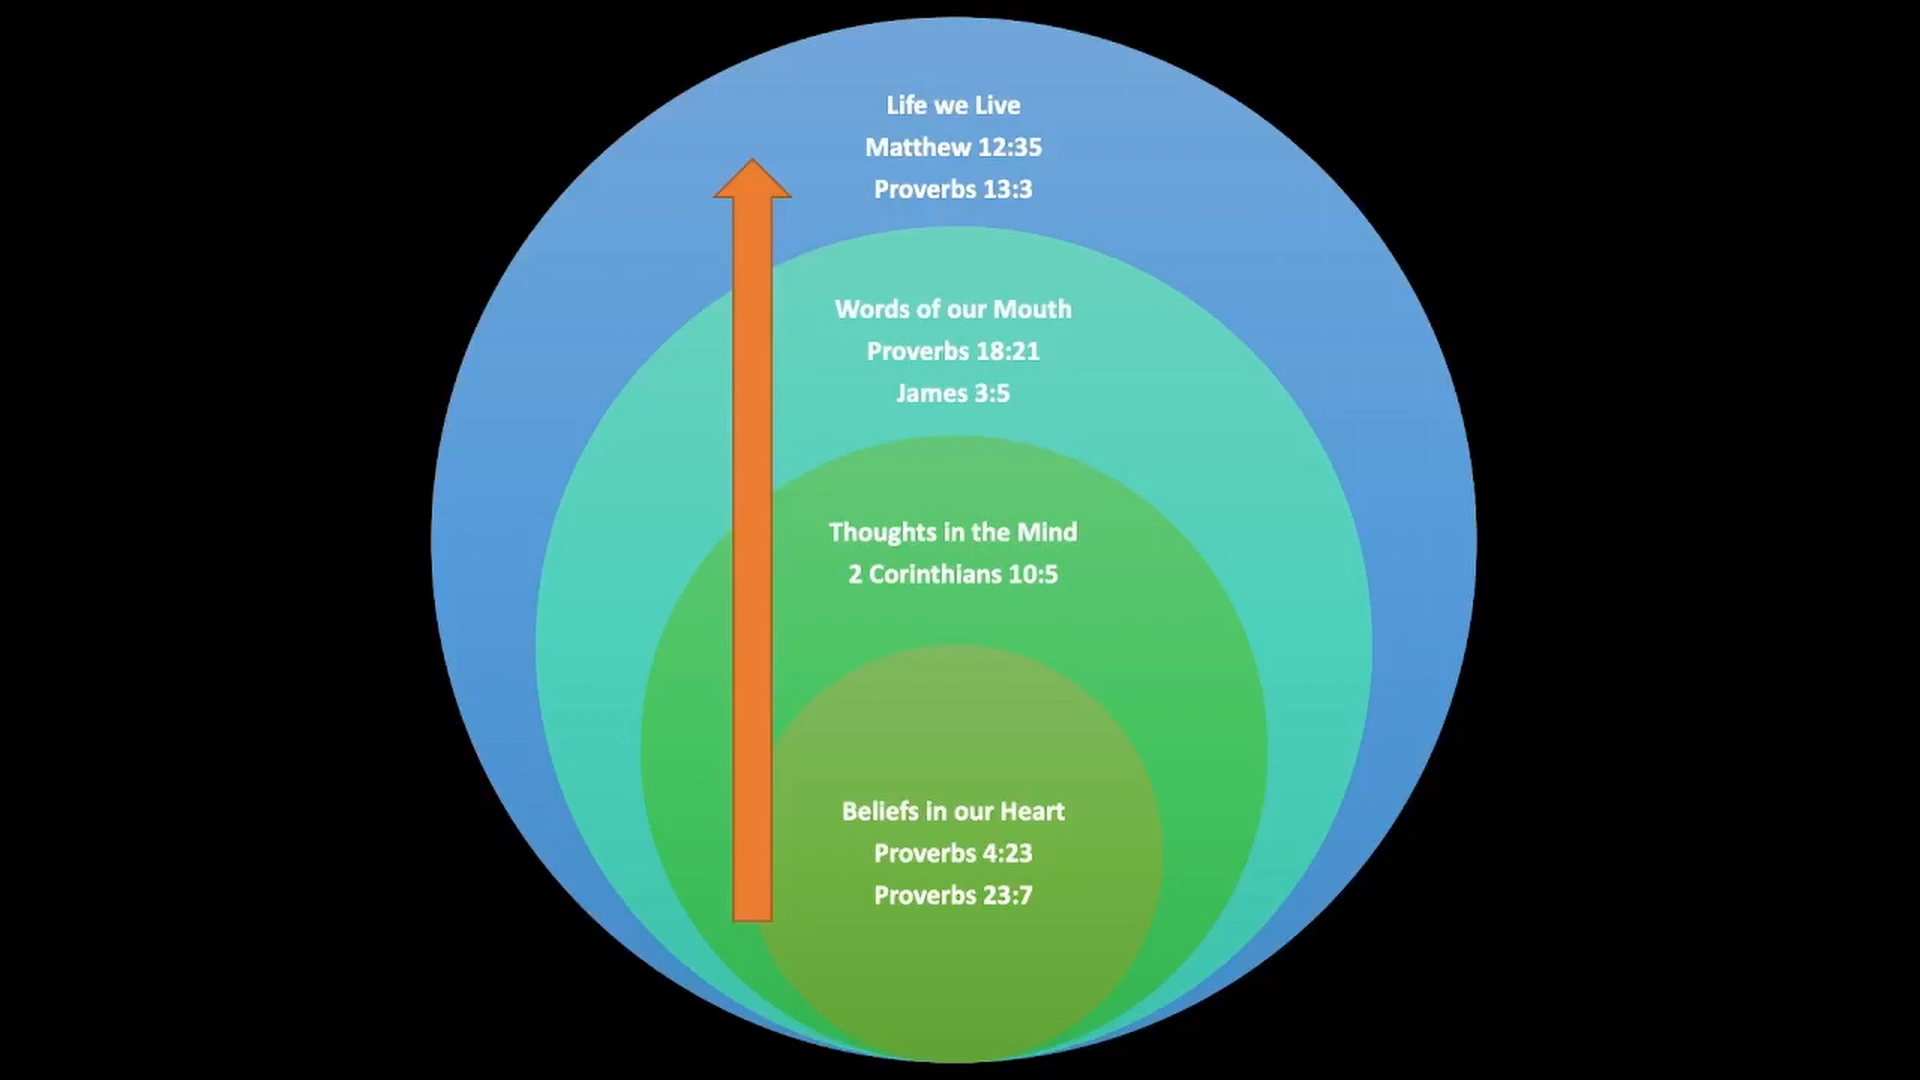 Life we Live
Matthew 12:35
Proverbs 13:3
Words of our Mouth
Proverbs 18:21
James 3:5
Thoughts in the Mind
2 Corinthians 10:5
Beliefs in our Heart
Proverbs 4:23
Proverbs 23:7